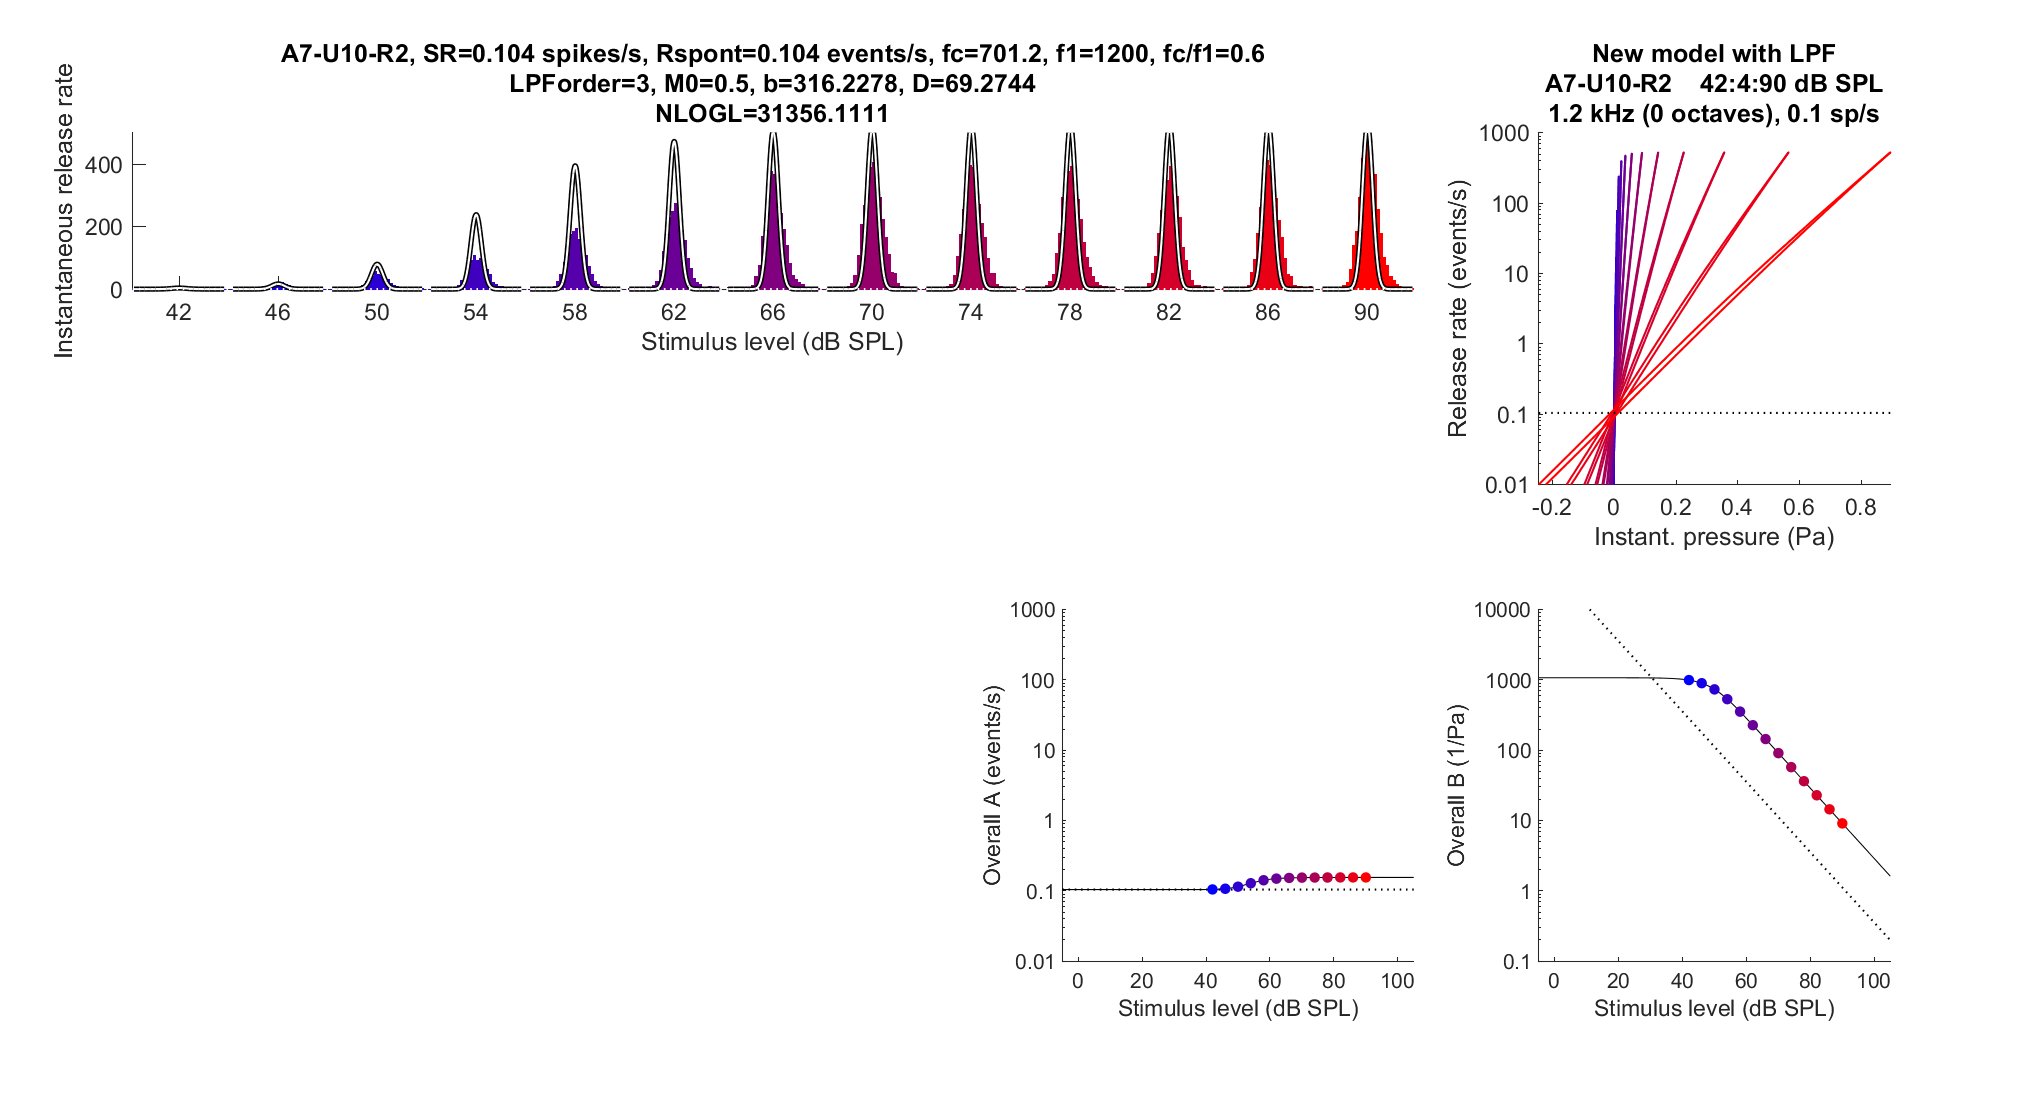 A7-U10-R2, SR=0.104 spikes/s, Rspont=0.104 events/s, fc=701.2, f1=1200, fc/f1=0.6
LPForder=3, M0=0.5, b=316.2278, D=69.2744
NLOGL=31356.1111
Instantaneous release rate
400
200
0
42 46 50 54 58 62 66 70 74 78 82 86 90
Stimulus level (dB SPL)
New model with LPF
A7-U10-R2 42:4:90 dB SPL
1.2 kHz (0 octaves), 0.1 sp/s
Release rate (events/s)
1000
100
10
1
0.1
0.01
-0.2 0 0.2 0.4 0.6 0.8
Instant. pressure (Pa)
Overall A (events/s)
1000
100
10
1
0.1
0.01
0 20 40 60 80 100
Stimulus level (dB SPL)
Overall B (1/Pa)
10000
1000
100
10
1
0.1
0 20 40 60 80 100
Stimulus level (dB SPL)